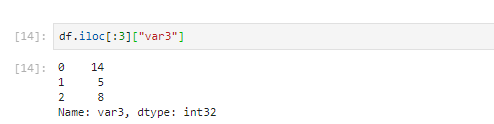 [14]: df.iloc[:3]["var3"]
[14]: 0    14
1     5
2     8
Name: var3, dtype: int32